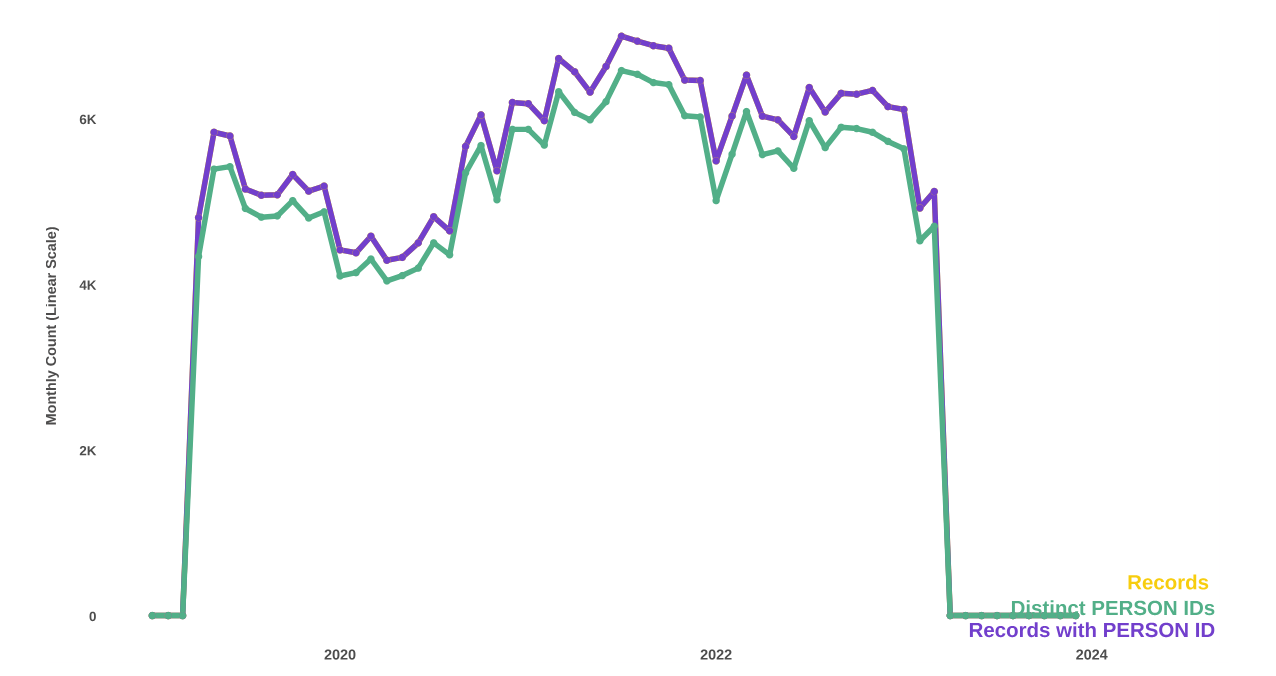 Monthly Count (Linear Scale)
6K
4K
2K
0
Records
Distinct PERSON IDs
Records with PERSON ID
2020
2022
2024